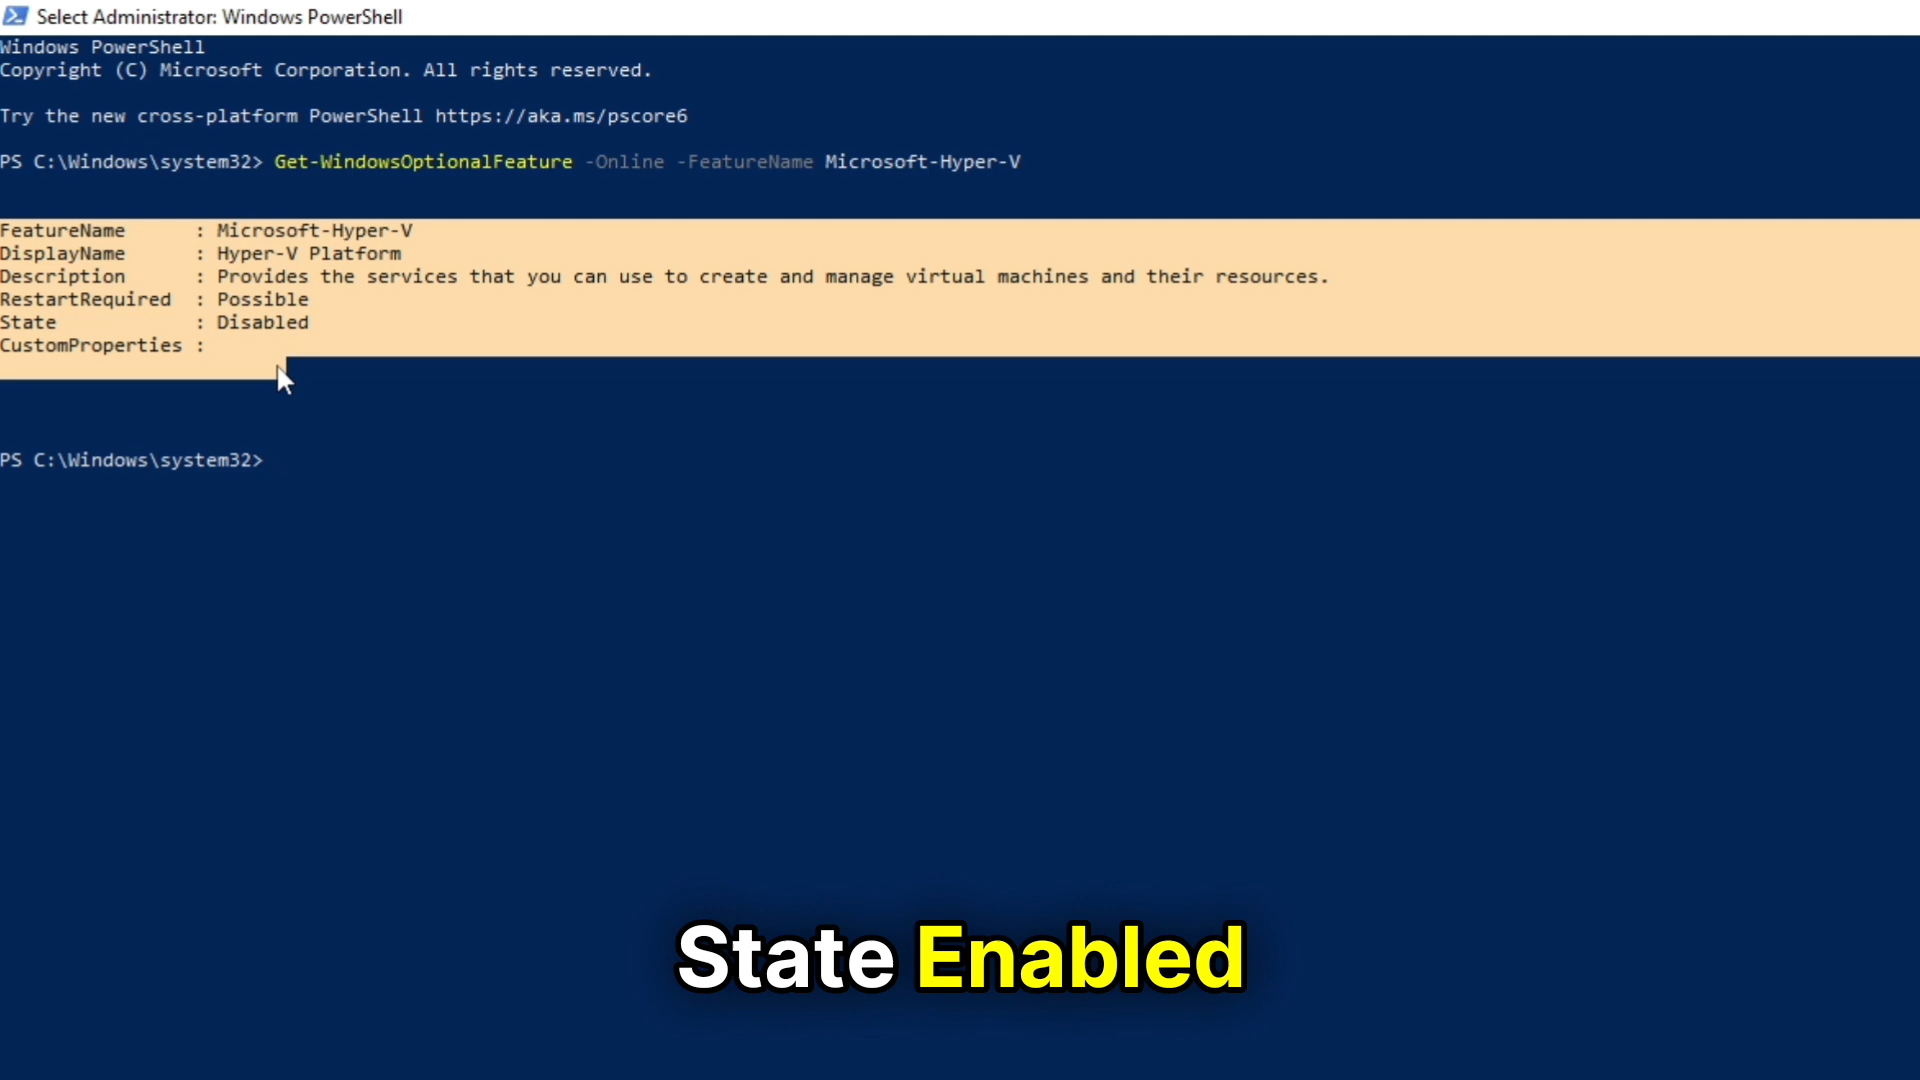 Select Administrator: Windows PowerShell
Windows PowerShell
Copyright (C) Microsoft Corporation. All rights reserved.
Try the new cross-platform PowerShell https://aka.ms/pscore6
PS C:\Windows\system32> Get-WindowsOptionalFeature -Online -FeatureName Microsoft-Hyper-V
FeatureName      : Microsoft-Hyper-V
DisplayName      : Hyper-V Platform
Description      : Provides the services that you can use to create and manage virtual machines and their resources.
RestartRequired  : Possible
State            : Disabled
CustomProperties :
PS C:\Windows\system32>
State Enabled